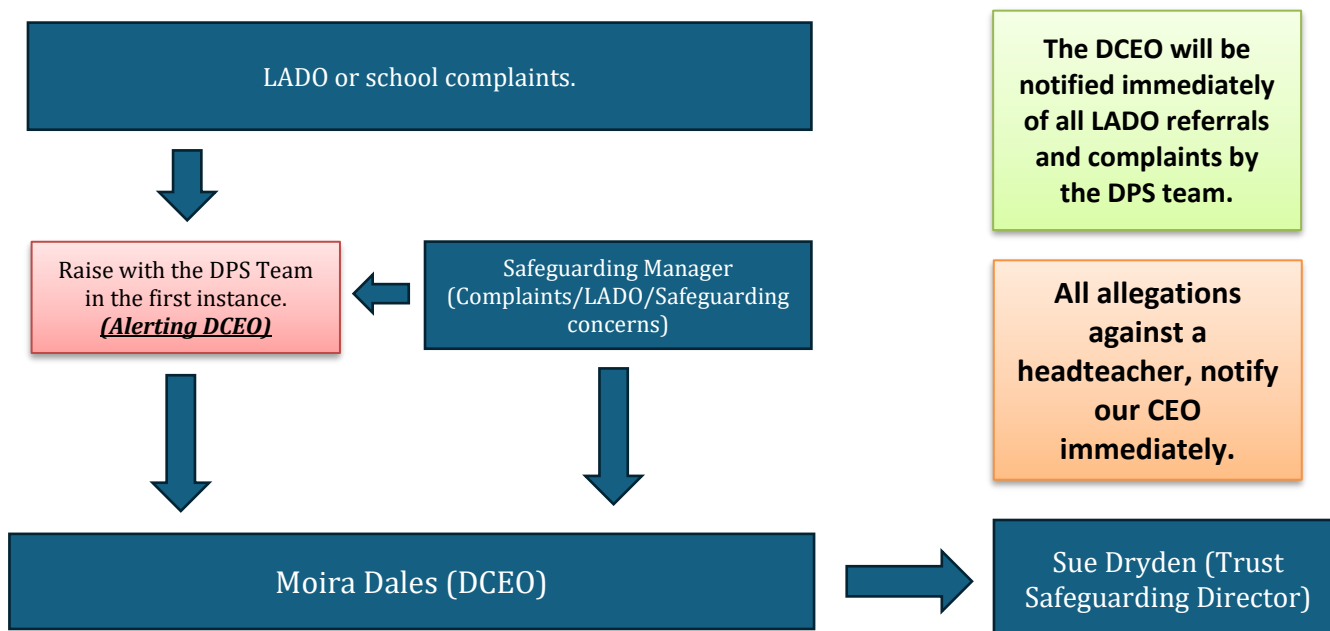 LADO or school complaints.
The DCEO will be
notified immediately
of all LADO referrals
and complaints by
the DPS team.
Raise with the DPS Team
in the first instance.
(Alerting DCEO)
Safeguarding Manager
(Complaints/LADO/Safeguarding
concerns)
All allegations
against a
headteacher, notify
our CEO
immediately.
Moira Dales (DCEO)
Sue Dryden (Trust
Safeguarding Director)